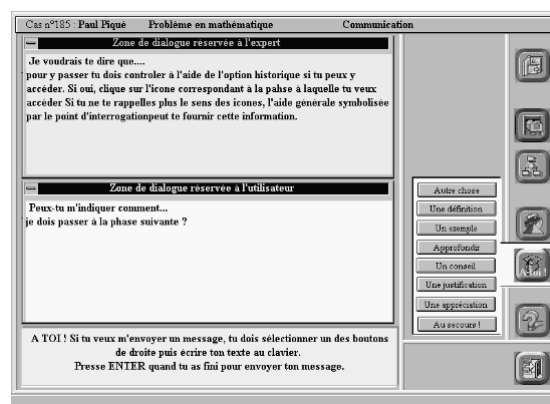 Cas n°185 : Paul Piqué Problème en mathématique Communication
Zone de dialogue réservée à l'expert
Je voudrais te dire que....
pour y passer tu dois controler à l'aide de l'option historique si tu peux y
accéder. Si oui, clique sur l'icone correspondant à la pahse à laquelle tu veux
accéder Si tu ne te rappelles plus le sens des icones, l'aide générale symbolisée
par le point d'interrogationpeut te fournir cette information.
Zone de dialogue réservée à l'utilisateur
Peux-tu m'indiquer comment...
je dois passer à la phase suivante ?
Autre chose
Une définition
Un exemple
Approfondir
Un conseil
Une justification
Une appréciation
Au secours !
A Toi !
A TOI ! Si tu veux m'envoyer un message, tu dois sélectionner un des boutons
de droite puis écrire ton texte au clavier.
Presse ENTER quand tu as fini pour envoyer ton message.